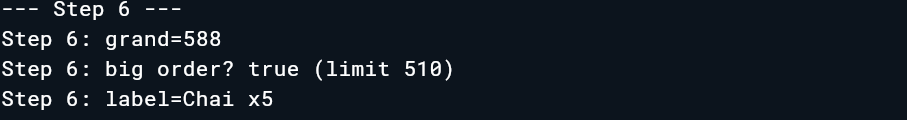 --- Step 6 ---
Step 6: grand=588
Step 6: big order? true (limit 510)
Step 6: label=Chai x5